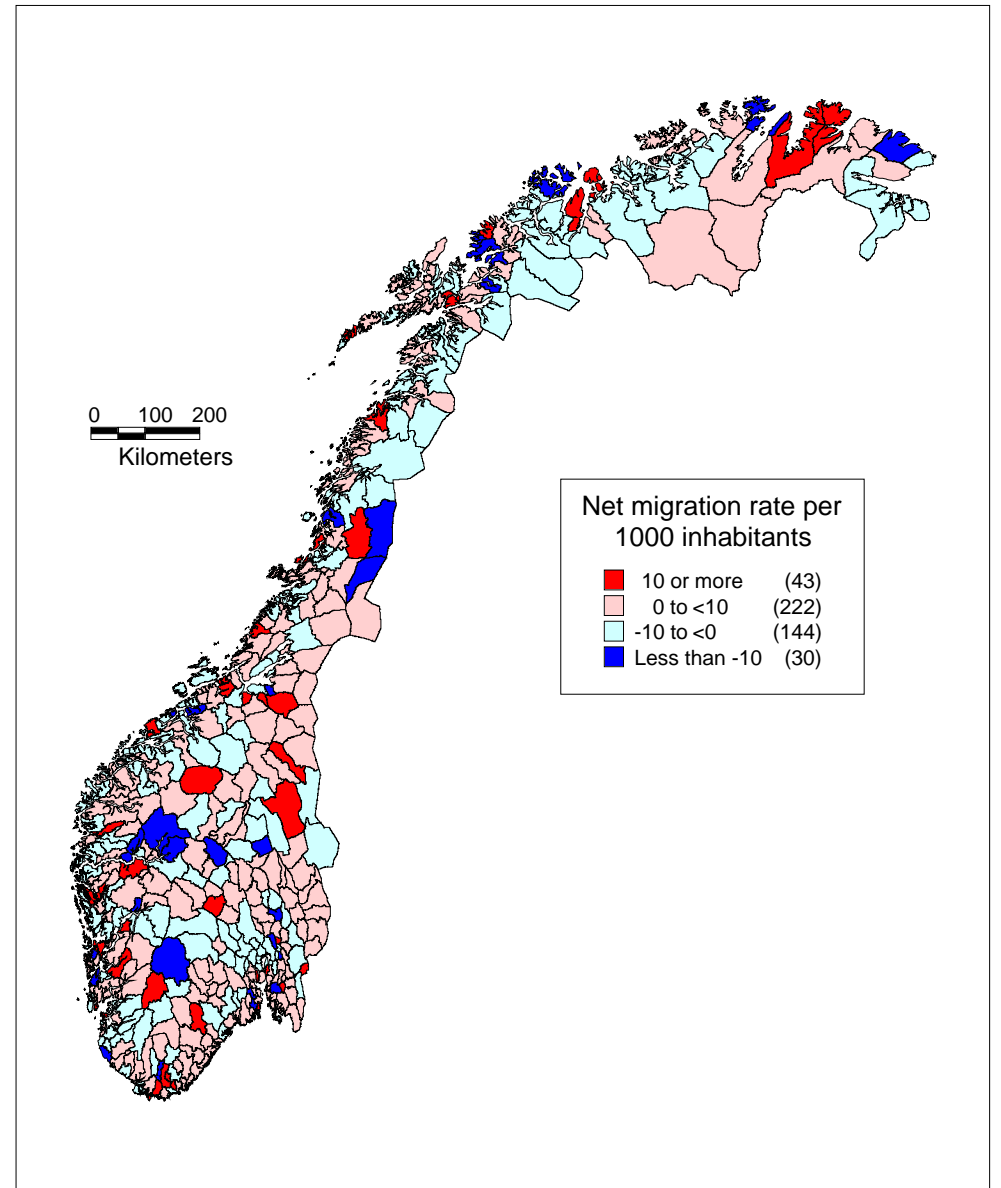 0 100 200
Kilometers
Net migration rate per
1000 inhabitants
10 or more (43)
0 to <10 (222)
-10 to <0 (144)
Less than -10 (30)